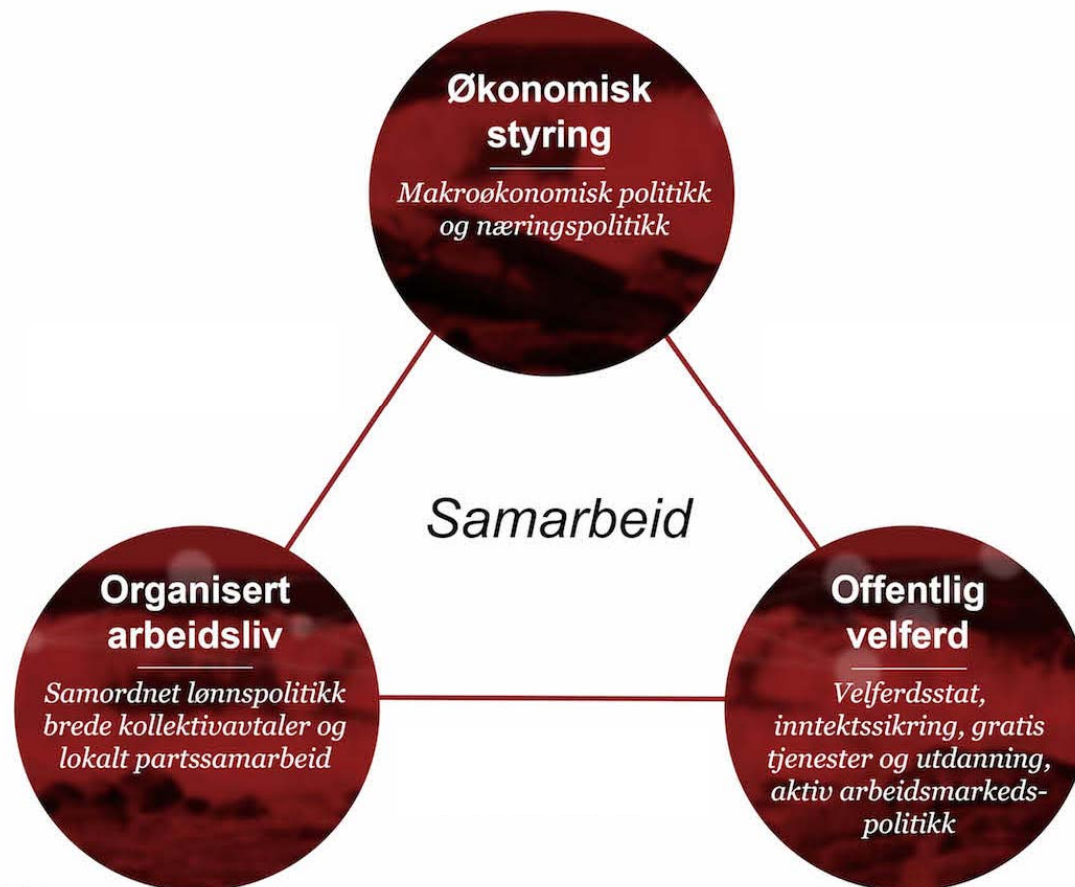 Økonomisk
styring
Makroøkonomisk politikk
og næringspolitikk
Samarbeid
Organisert
arbeidsliv
Samordnet lønnspolitikk
brede kollektivavtaler og
lokalt partssamarbeid
Offentlig
velferd
Velferdsstat,
inntektssikring, gratis
tjenester og utdanning,
aktiv arbeidsmarkeds-
politikk